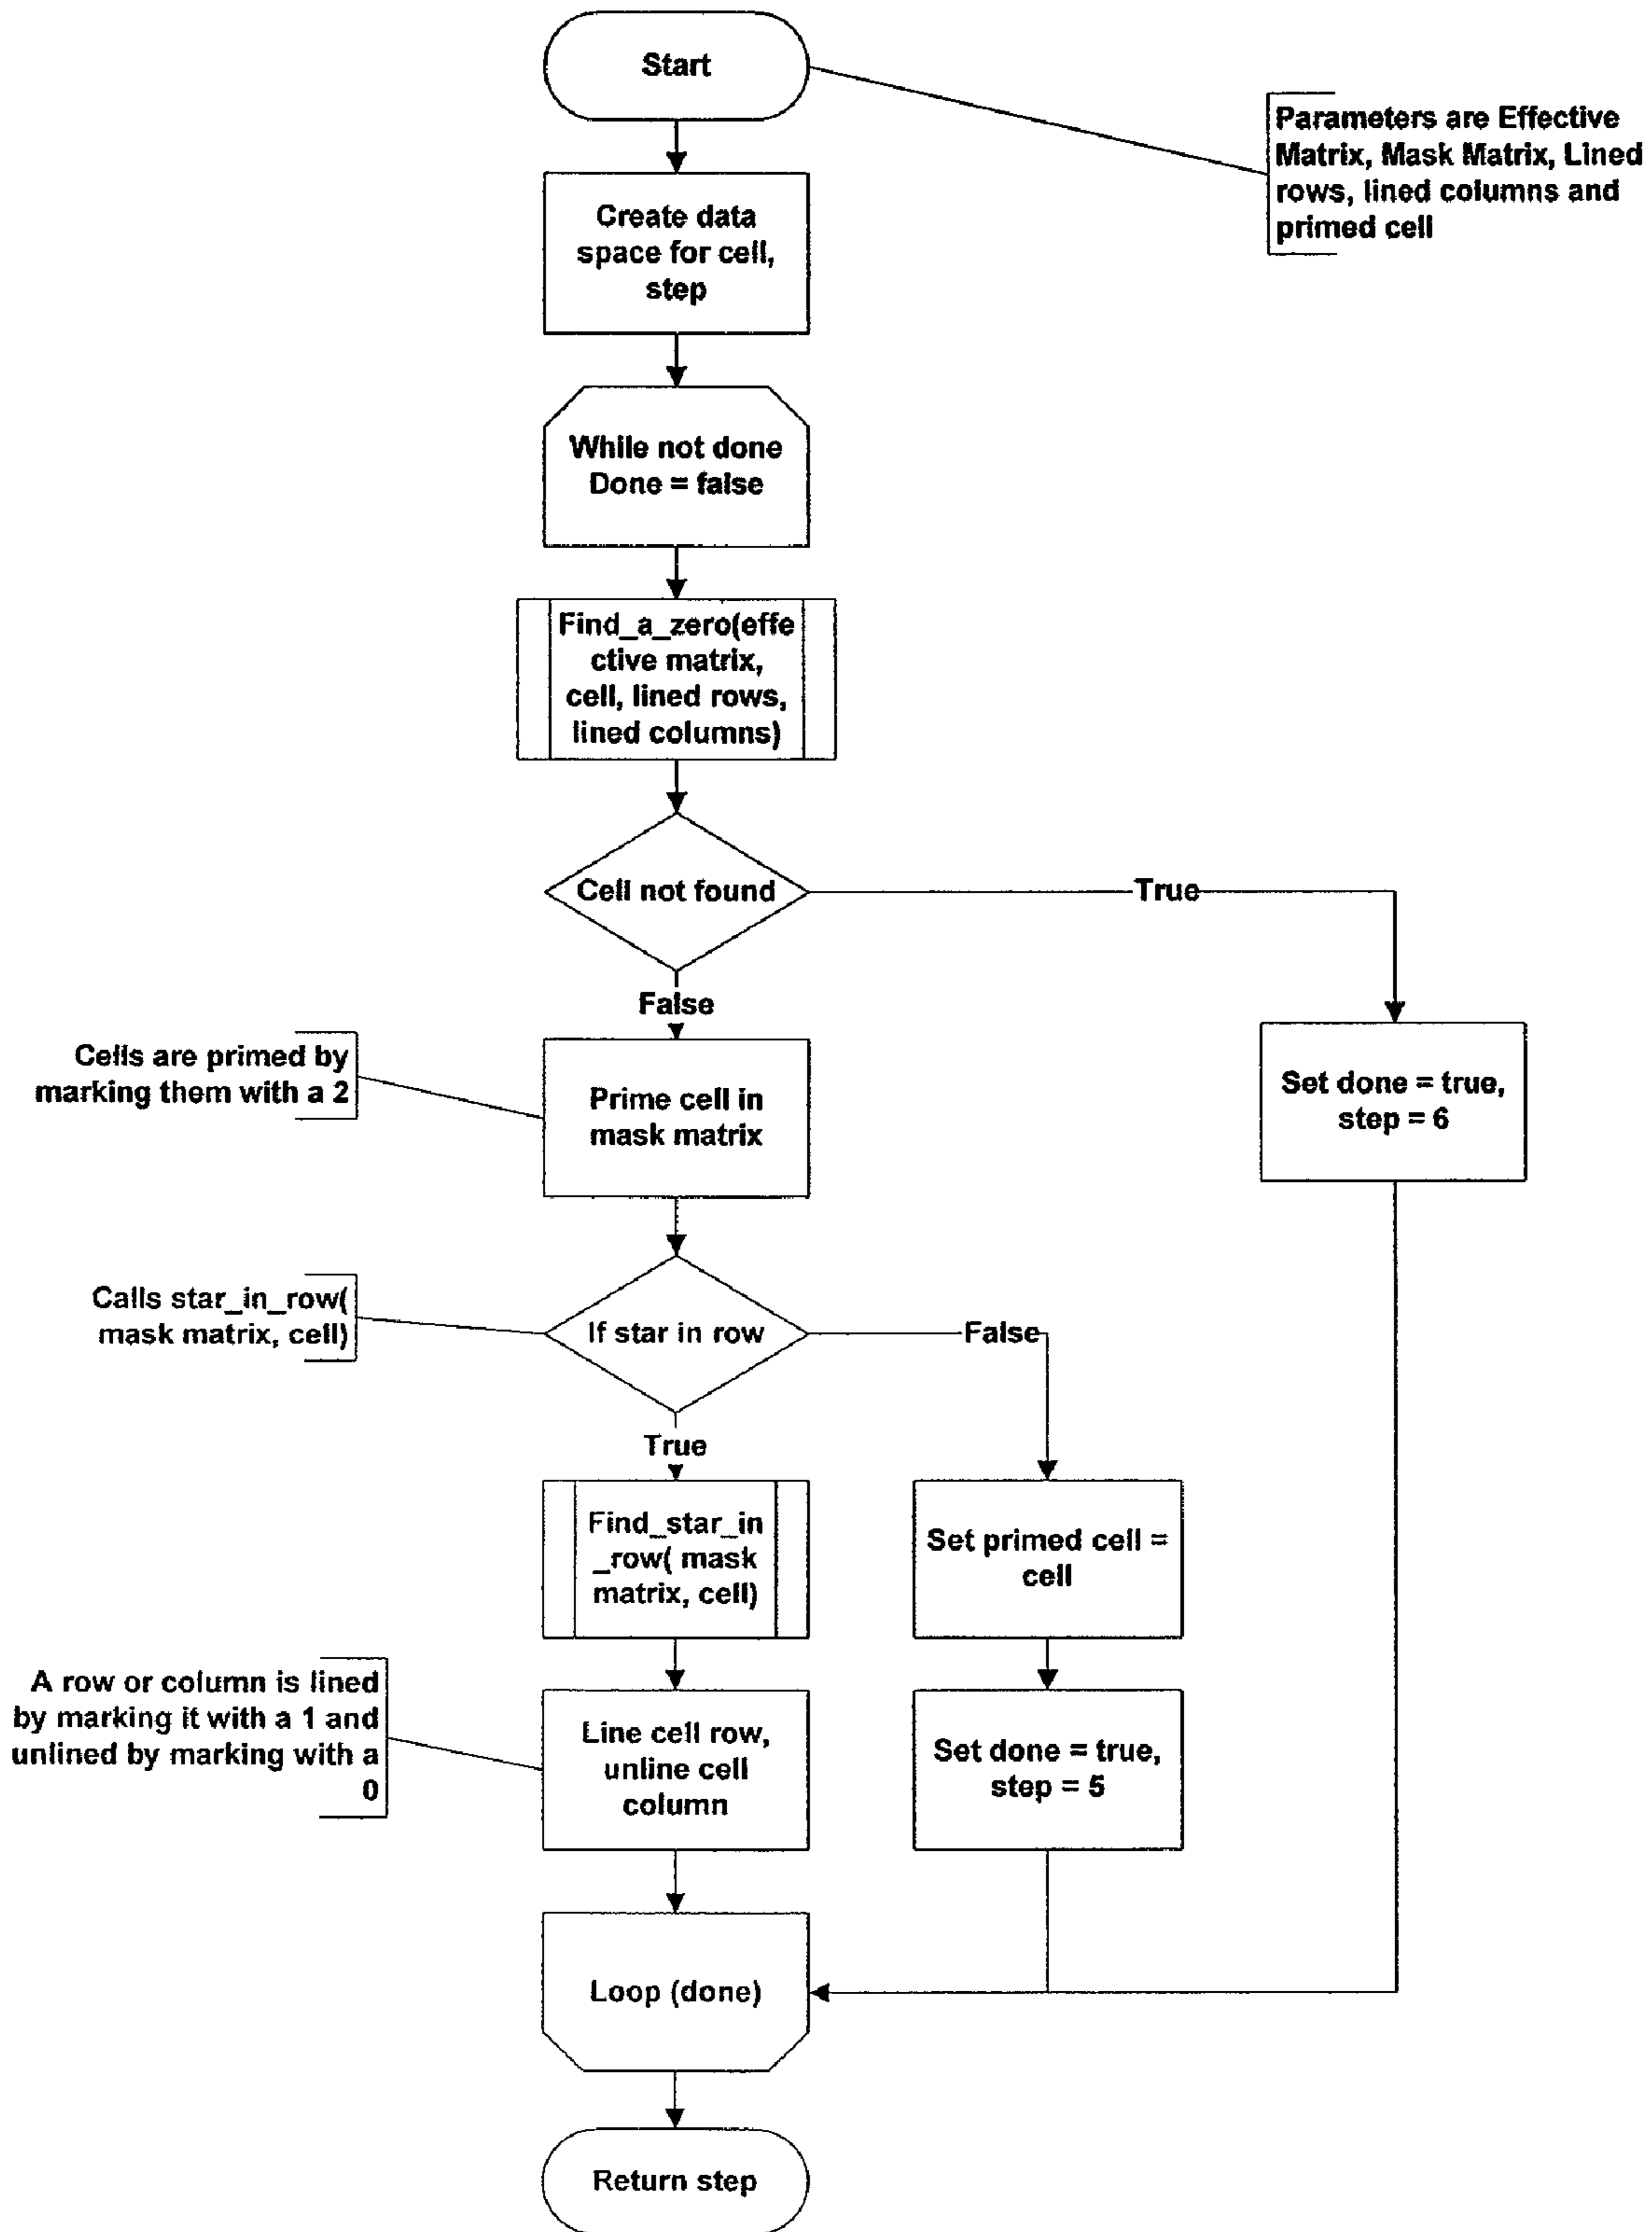 Start
Parameters are Effective
Matrix, Mask Matrix, Lined
rows, lined columns and
primed cell
Create data
space for cell,
step
While not done
Done = false
Find_a_zero(effe
ctive matrix,
cell, lined rows,
lined columns)
Cell not found
True
False
Cells are primed by
marking them with a 2
Prime cell in
mask matrix
Set done = true,
step = 6
Calls star_in_row(
mask matrix, cell)
If star in row
False
True
Find_star_in
_row( mask
matrix, cell)
Set primed cell =
cell
A row or column is lined
by marking it with a 1 and
unlined by marking with a
0
Line cell row,
unline cell
column
Set done = true,
step = 5
Loop (done)
Return step